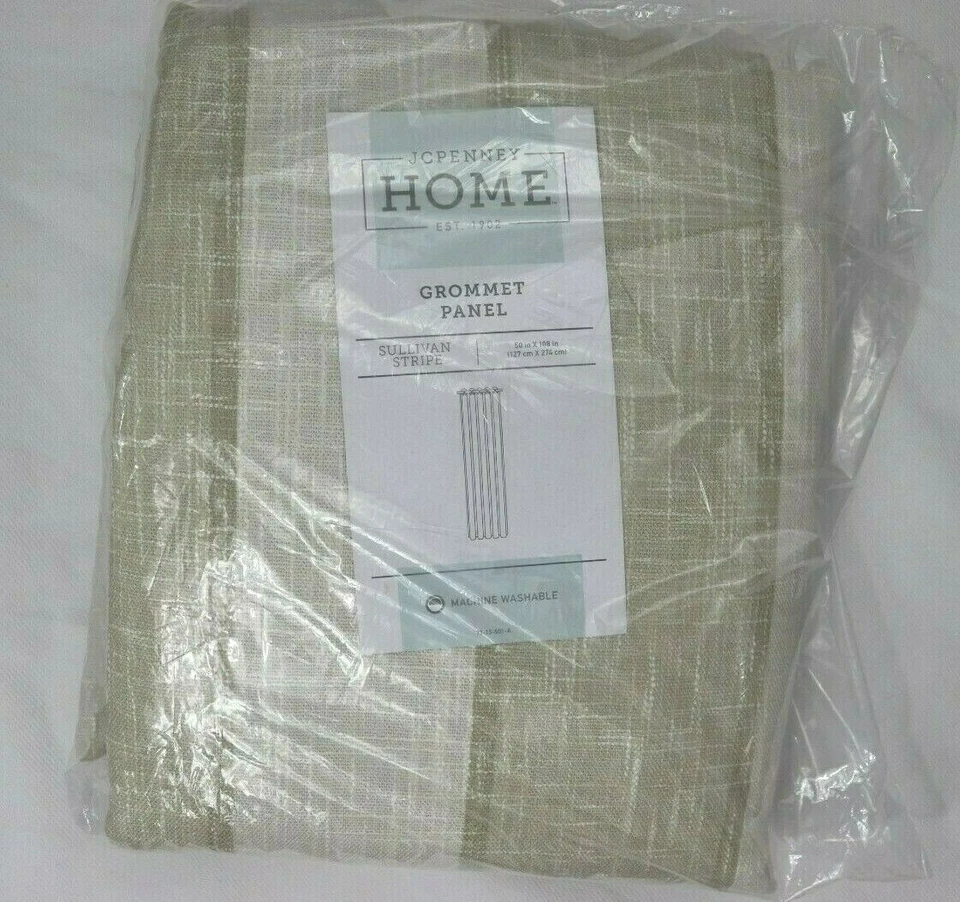 JCPENNEY
HOME
EST. 1902
GROMMET
PANEL
SULLIVAN
STRIPE
50 in X 108 in
(127 cm X 274 cm)
MACHINE WASHABLE